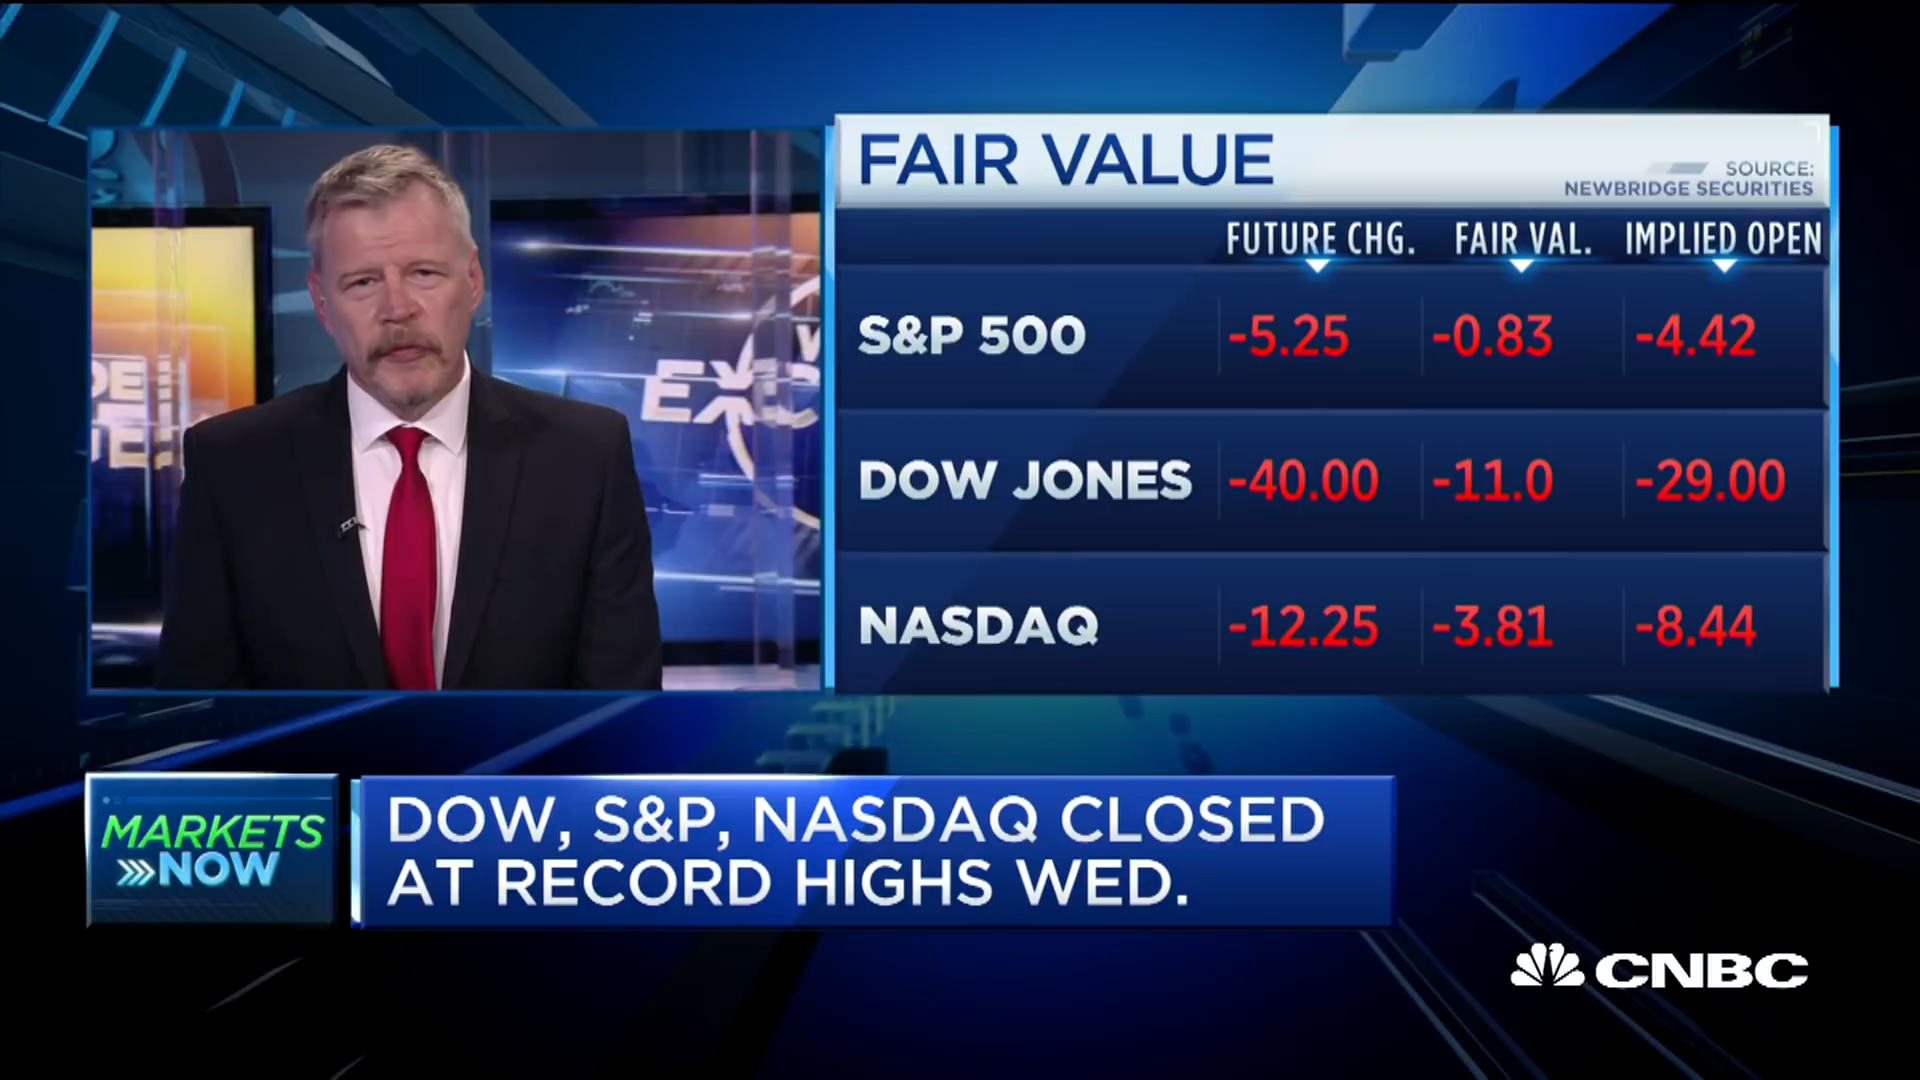 FAIR VALUE
SOURCE:
NEWBRIDGE SECURITIES
FUTURE CHG. FAIR VAL. IMPLIED OPEN
S&P 500 -5.25 -0.83 -4.42
DOW JONES -40.00 -11.0 -29.00
NASDAQ -12.25 -3.81 -8.44
MARKETS
NOW
DOW, S&P, NASDAQ CLOSED
AT RECORD HIGHS WED.
CNBC